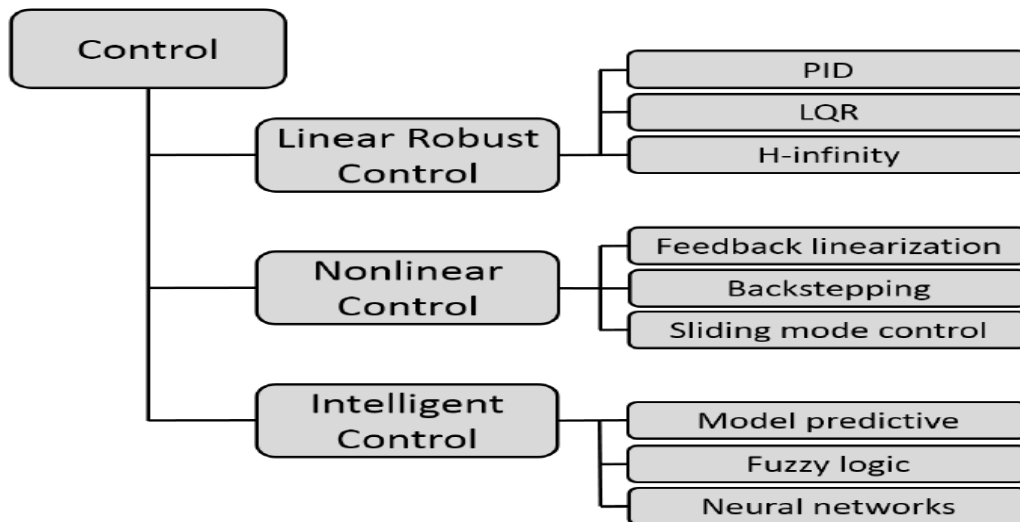 Control
Linear Robust
Control
PID
LQR
H-infinity
Nonlinear
Control
Feedback linearization
Backstepping
Sliding mode control
Intelligent
Control
Model predictive
Fuzzy logic
Neural networks